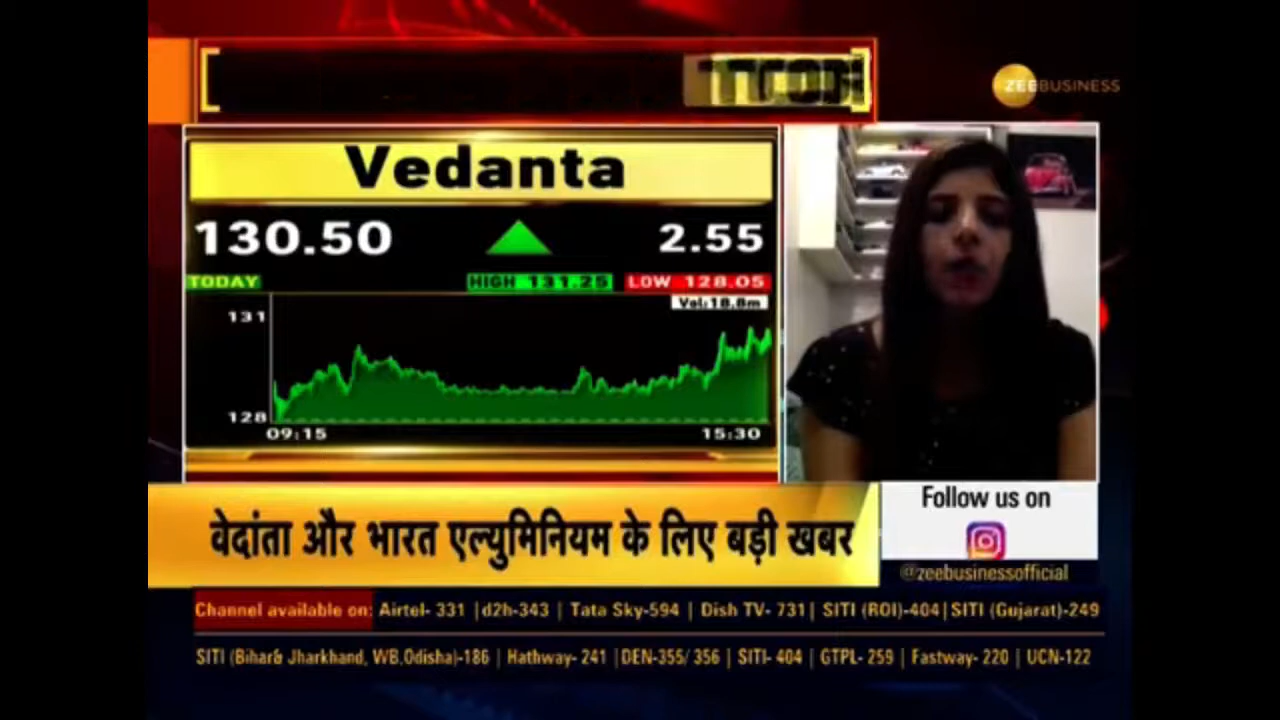 ZEEBUSINESS
Vedanta
130.50 2.55
TODAY HIGH 131.25 LOW 128.05
Vol:18.8m
131
128
09:15 15:30
वेदांता और भारत एल्युमिनियम के लिए बड़ी खबर
Follow us on
@zeebusinessofficial
Channel available on: Airtel- 331 |d2h-343 | Tata Sky-594 | Dish TV- 731| SITI (ROI)-404| SITI (Gujarat)-249
SITI (Bihar& Jharkhand, WB,Odisha)-186 | Hathway- 241 |DEN-355/ 356 | SITI- 404 | GTPL- 259 | Fastway- 220 | UCN-122